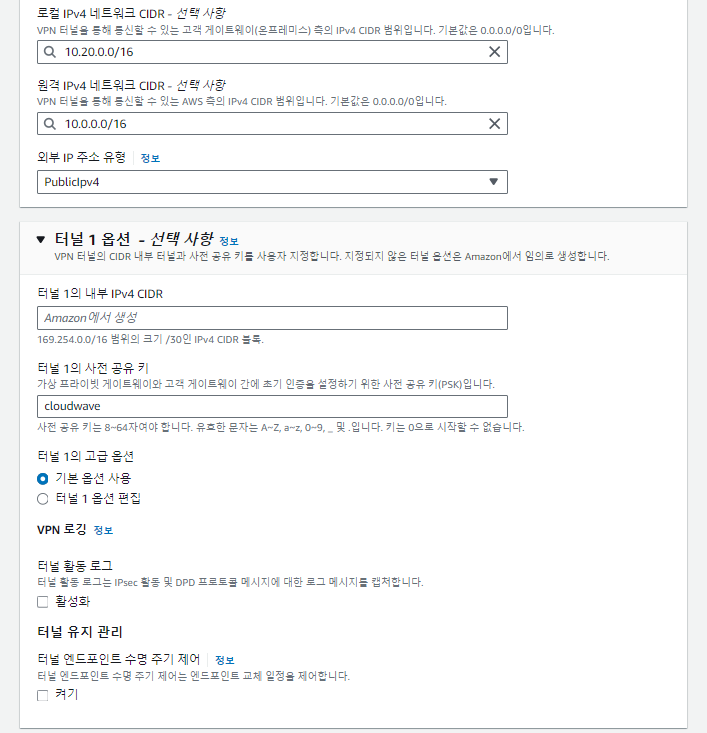 로컬 IPv4 네트워크 CIDR - 선택 사항
VPN 터널을 통해 통신할 수 있는 고객 게이트웨이(온프레미스) 측의 IPv4 CIDR 범위입니다. 기본값은 0.0.0.0/0입니다.
10.20.0.0/16
원격 IPv4 네트워크 CIDR - 선택 사항
VPN 터널을 통해 통신할 수 있는 AWS 측의 IPv4 CIDR 범위입니다. 기본값은 0.0.0.0/0입니다.
10.0.0.0/16
외부 IP 주소 유형 정보
PublicIpv4
터널 1 옵션 - 선택 사항 정보
VPN 터널의 CIDR 내부 터널과 사전 공유 키를 사용자 지정합니다. 지정되지 않은 터널 옵션은 Amazon에서 임의로 생성합니다.
터널 1의 내부 IPv4 CIDR
Amazon에서 생성
169.254.0.0/16 범위의 크기 /30인 IPv4 CIDR 블록.
터널 1의 사전 공유 키
가상 프라이빗 게이트웨이와 고객 게이트웨이 간에 초기 인증을 설정하기 위한 사전 공유 키(PSK)입니다.
cloudwave
사전 공유 키는 8~64자여야 합니다. 유효한 문자는 A~Z, a~z, 0~9, _ 및 .입니다. 키는 0으로 시작할 수 없습니다.
터널 1의 고급 옵션
기본 옵션 사용
터널 1 옵션 편집
VPN 로깅 정보
터널 활동 로그
터널 활동 로그는 IPsec 활동 및 DPD 프로토콜 메시지에 대한 로그 메시지를 캡처합니다.
활성화
터널 유지 관리
터널 엔드포인트 수명 주기 제어 정보
터널 엔드포인트 수명 주기 제어는 엔드포인트 교체 일정을 제어합니다.
켜기